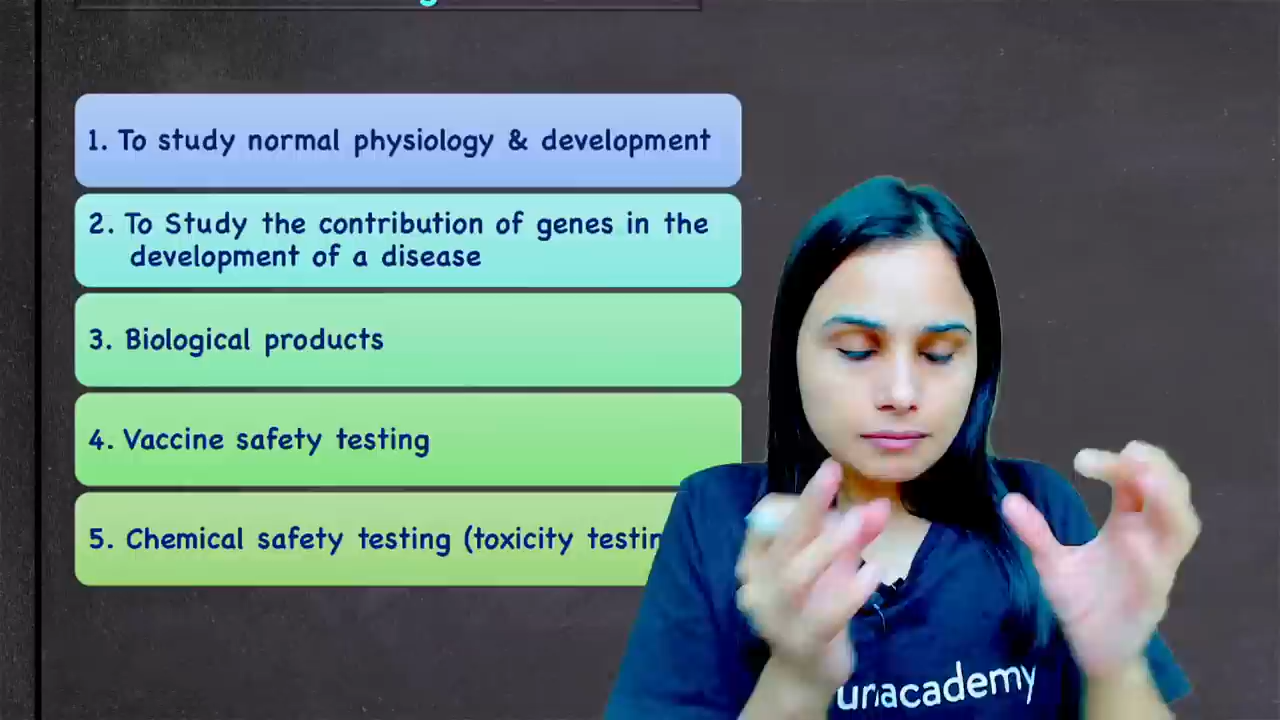 1. To study normal physiology & development
2. To Study the contribution of genes in the
development of a disease
3. Biological products
4. Vaccine safety testing
5. Chemical safety testing (toxicity
unacademy